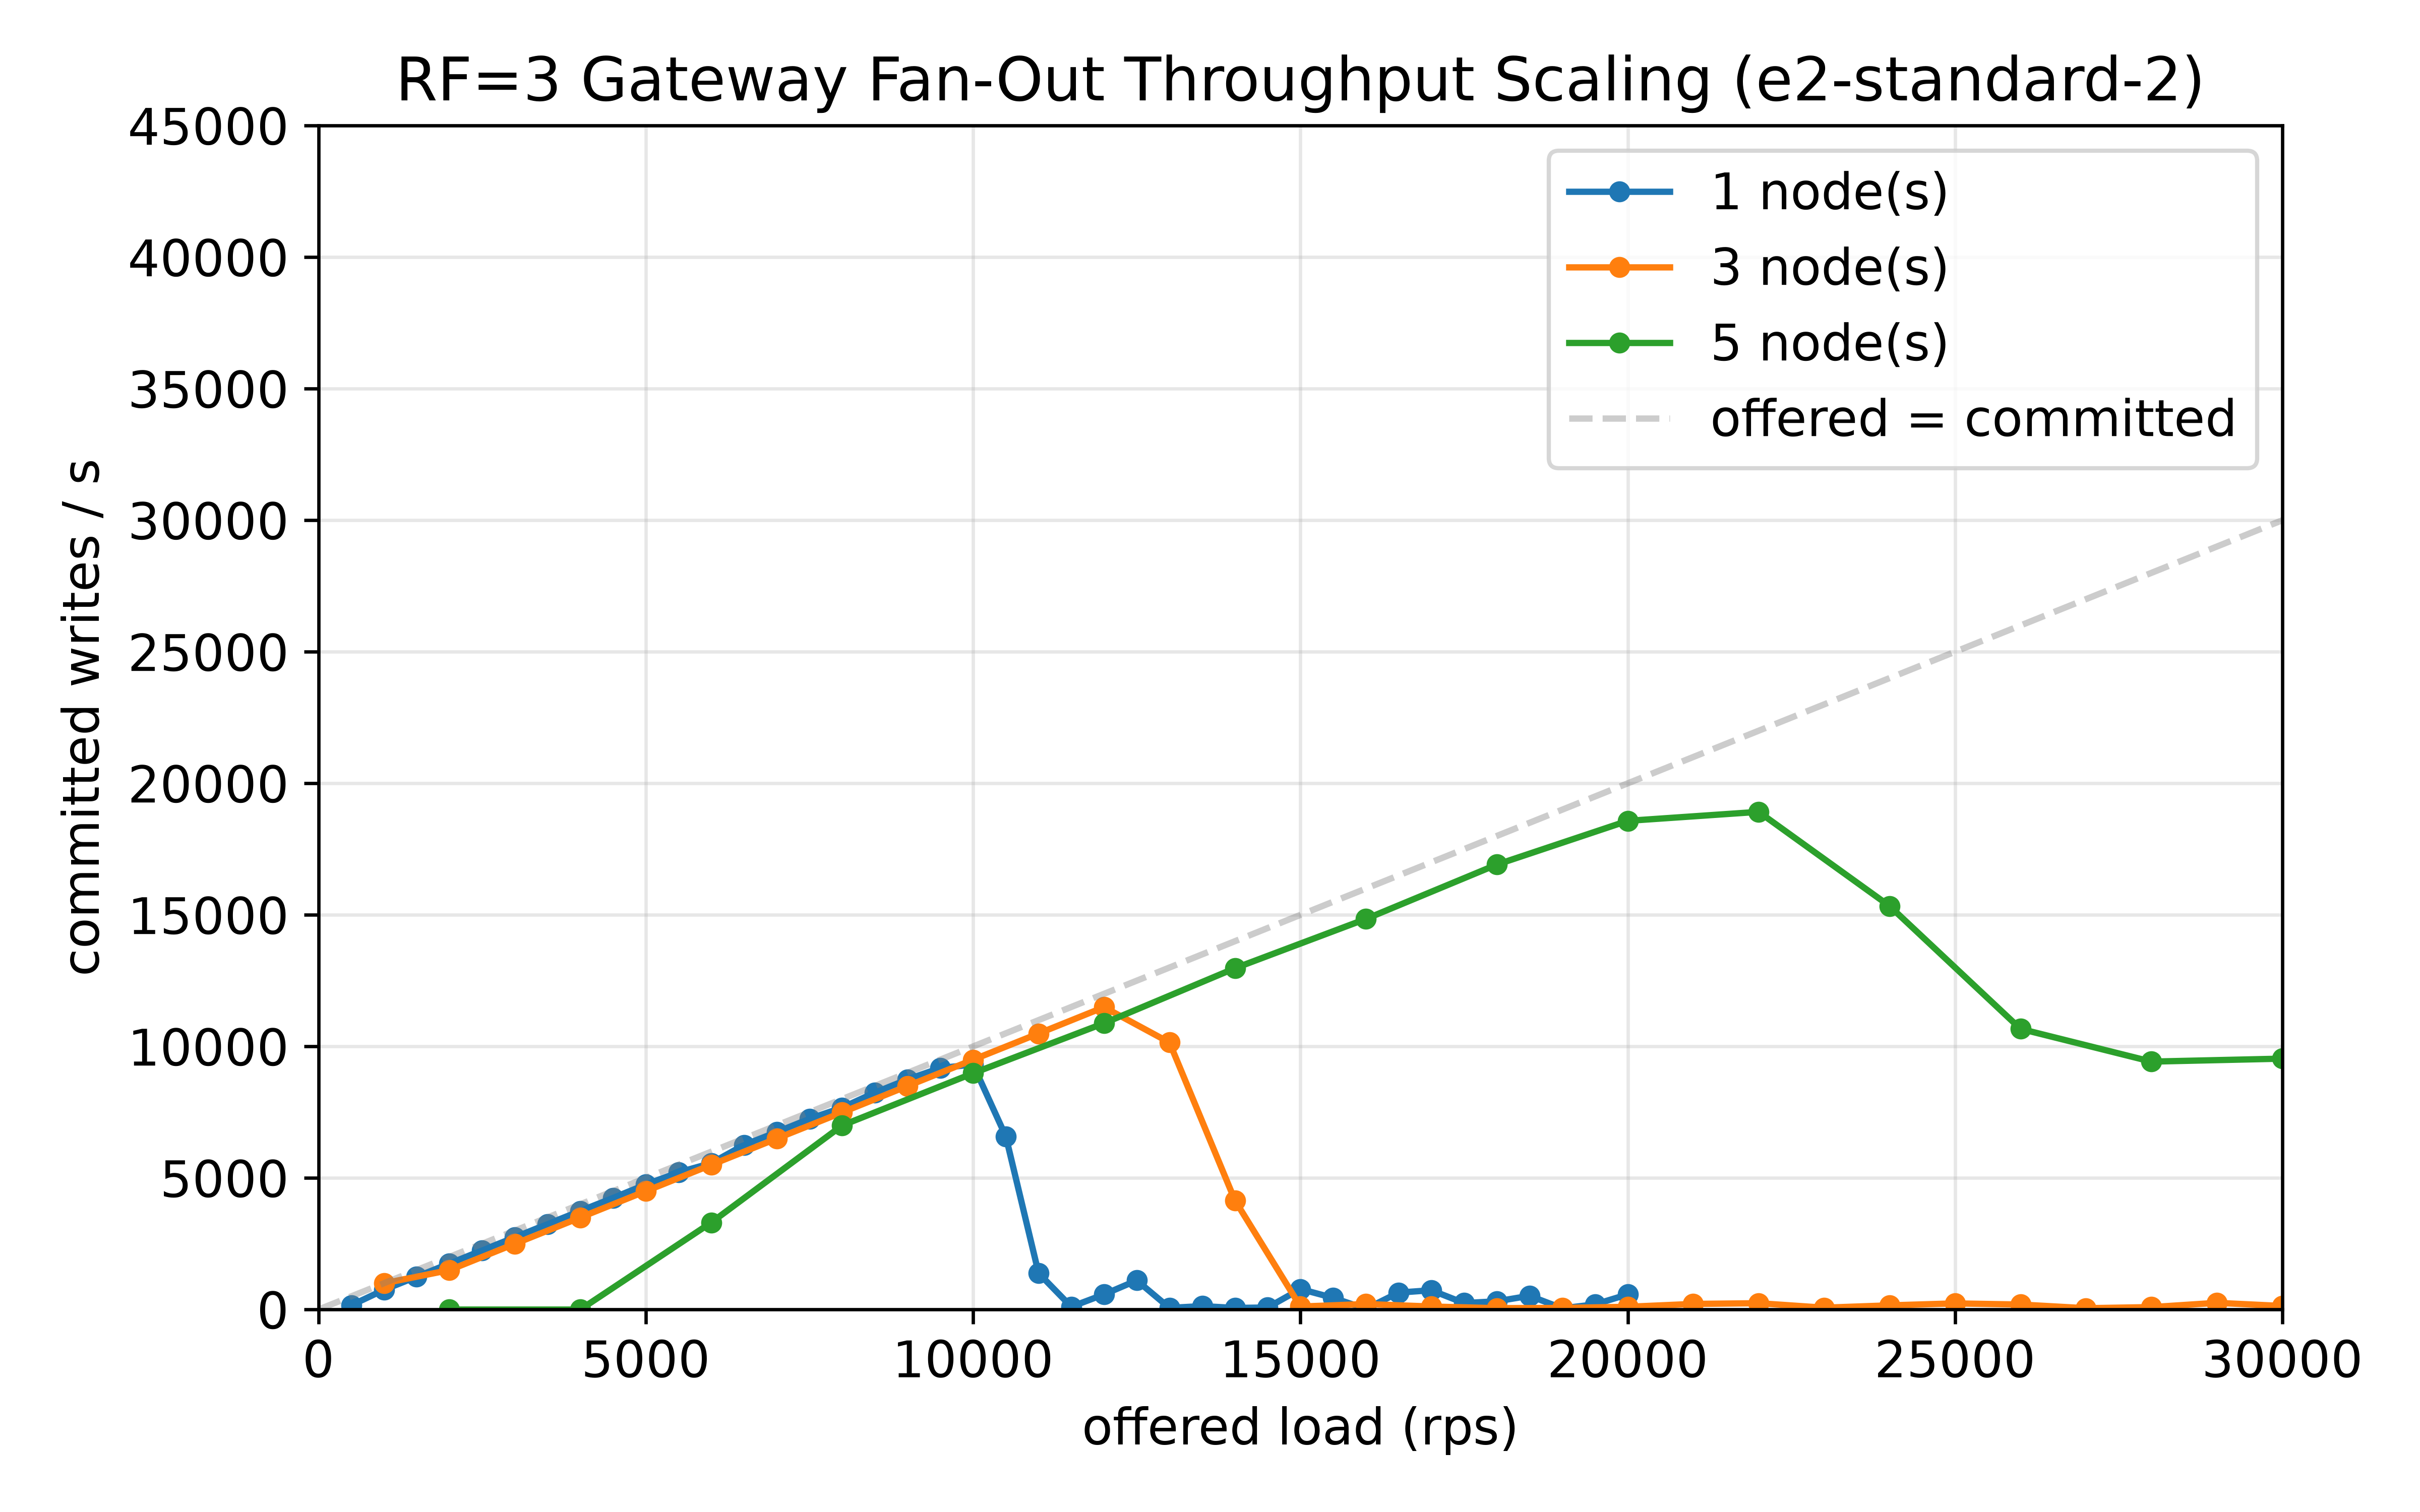 RF=3 Gateway Fan-Out Throughput Scaling (e2-standard-2)
45000
40000
35000
30000
25000
20000
15000
10000
5000
0
committed writes / s
1 node(s)
3 node(s)
5 node(s)
offered = committed
0 5000 10000 15000 20000 25000 30000
offered load (rps)